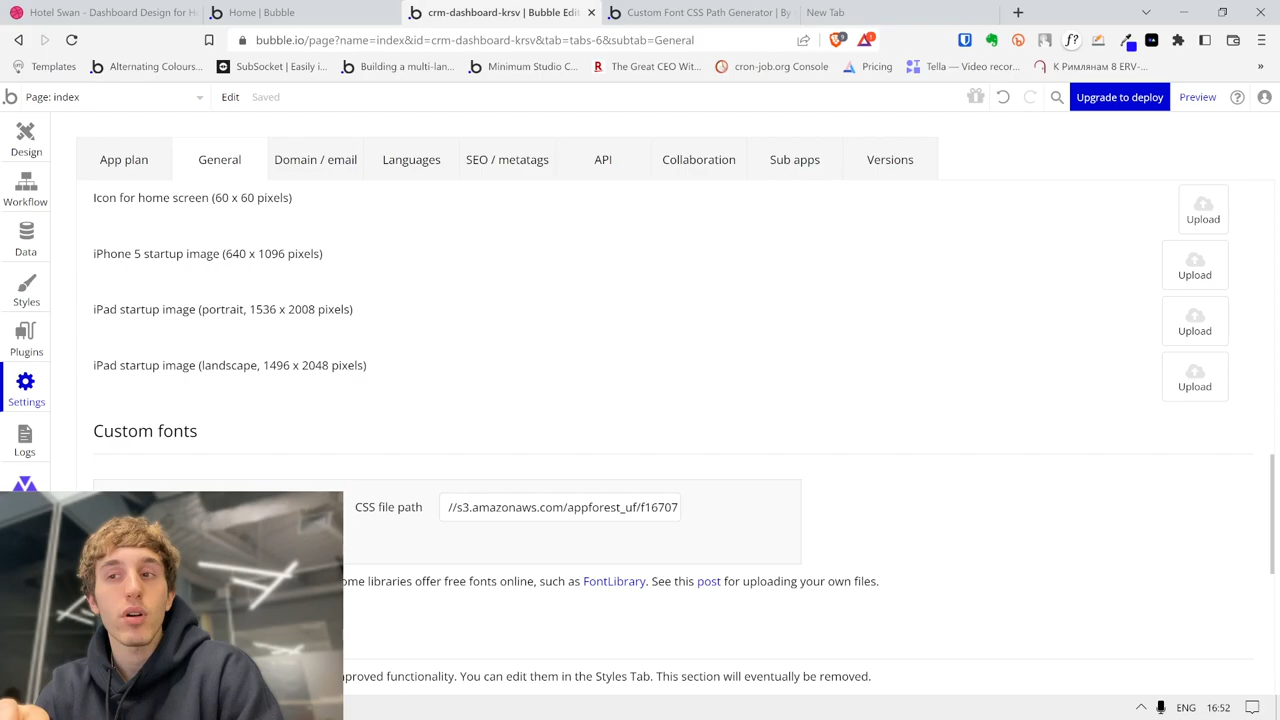 Hotel Swan - Dashboard Design for H
Home | Bubble
crm-dashboard-krsv | Bubble Edit
Custom Font CSS Path Generator | By
New Tab
bubble.io/page?name=index&id=crm-dashboard-krsv&tab=tabs-6&subtab=General
Templates
Alternating Colours...
SubSocket | Easily i...
Building a multi-lan...
Minimum Studio C...
The Great CEO Wit...
cron-job.org Console
Pricing
Tella — Video recor...
К Римлянам 8 ERV-...
Page: index
Edit
Saved
Upgrade to deploy
Preview
Design
Workflow
Data
Styles
Plugins
Settings
Logs
App plan
General
Domain / email
Languages
SEO / metatags
API
Collaboration
Sub apps
Versions
Icon for home screen (60 x 60 pixels)
Upload
iPhone 5 startup image (640 x 1096 pixels)
Upload
iPad startup image (portrait, 1536 x 2008 pixels)
Upload
iPad startup image (landscape, 1496 x 2048 pixels)
Upload
Custom fonts
CSS file path
//s3.amazonaws.com/appforest_uf/f16707
ome libraries offer free fonts online, such as FontLibrary. See this post for uploading your own files.
proved functionality. You can edit them in the Styles Tab. This section will eventually be removed.
ENG
16:52